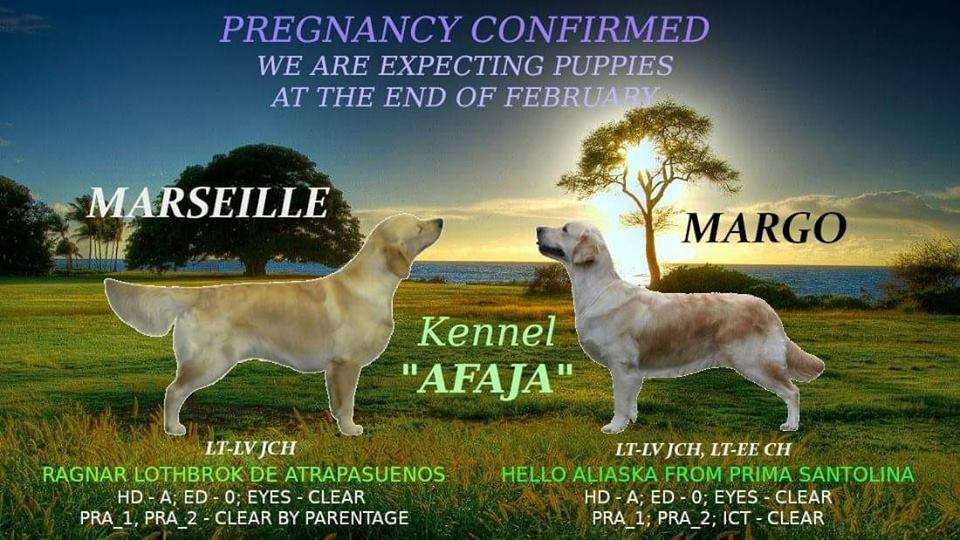 PREGNANCY CONFIRMED
WE ARE EXPECTING PUPPIES
AT THE END OF FEBRUARY
MARSEILLE
MARGO
Kennel
"AFAJA"
LT-LV JCH
RAGNAR LOTHBROK DE ATRAPASUENOS
HD - A; ED - 0; EYES - CLEAR
PRA_1, PRA_2 - CLEAR BY PARENTAGE
LT-LV JCH, LT-EE CH
HELLO ALIASKA FROM PRIMA SANTOLINA
HD - A; ED - 0; EYES - CLEAR
PRA_1; PRA_2; ICT - CLEAR